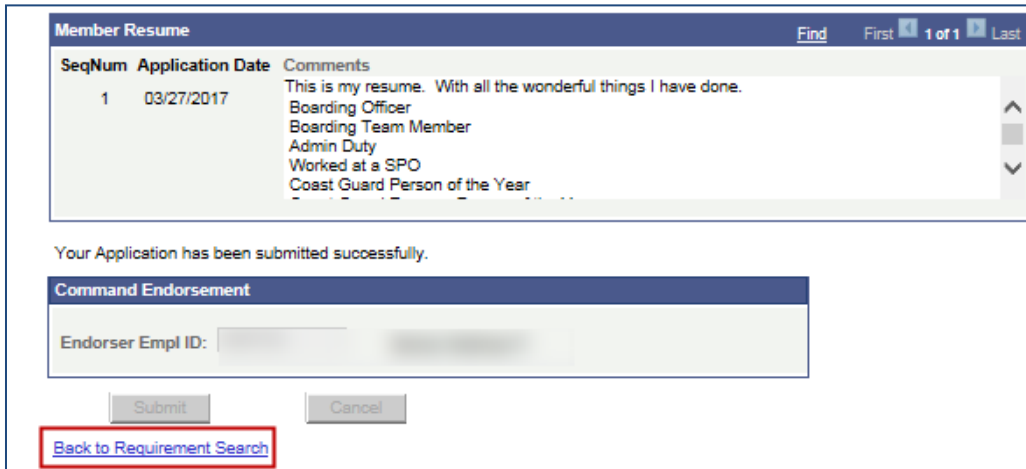 Member Resume Find First 1 of 1 Last
SeqNum Application Date Comments
1 03/27/2017 This is my resume. With all the wonderful things I have done.
Boarding Officer
Boarding Team Member
Admin Duty
Worked at a SPO
Coast Guard Person of the Year
Your Application has been submitted successfully.
Command Endorsement
Endorser Empl ID:
Submit Cancel
Back to Requirement Search